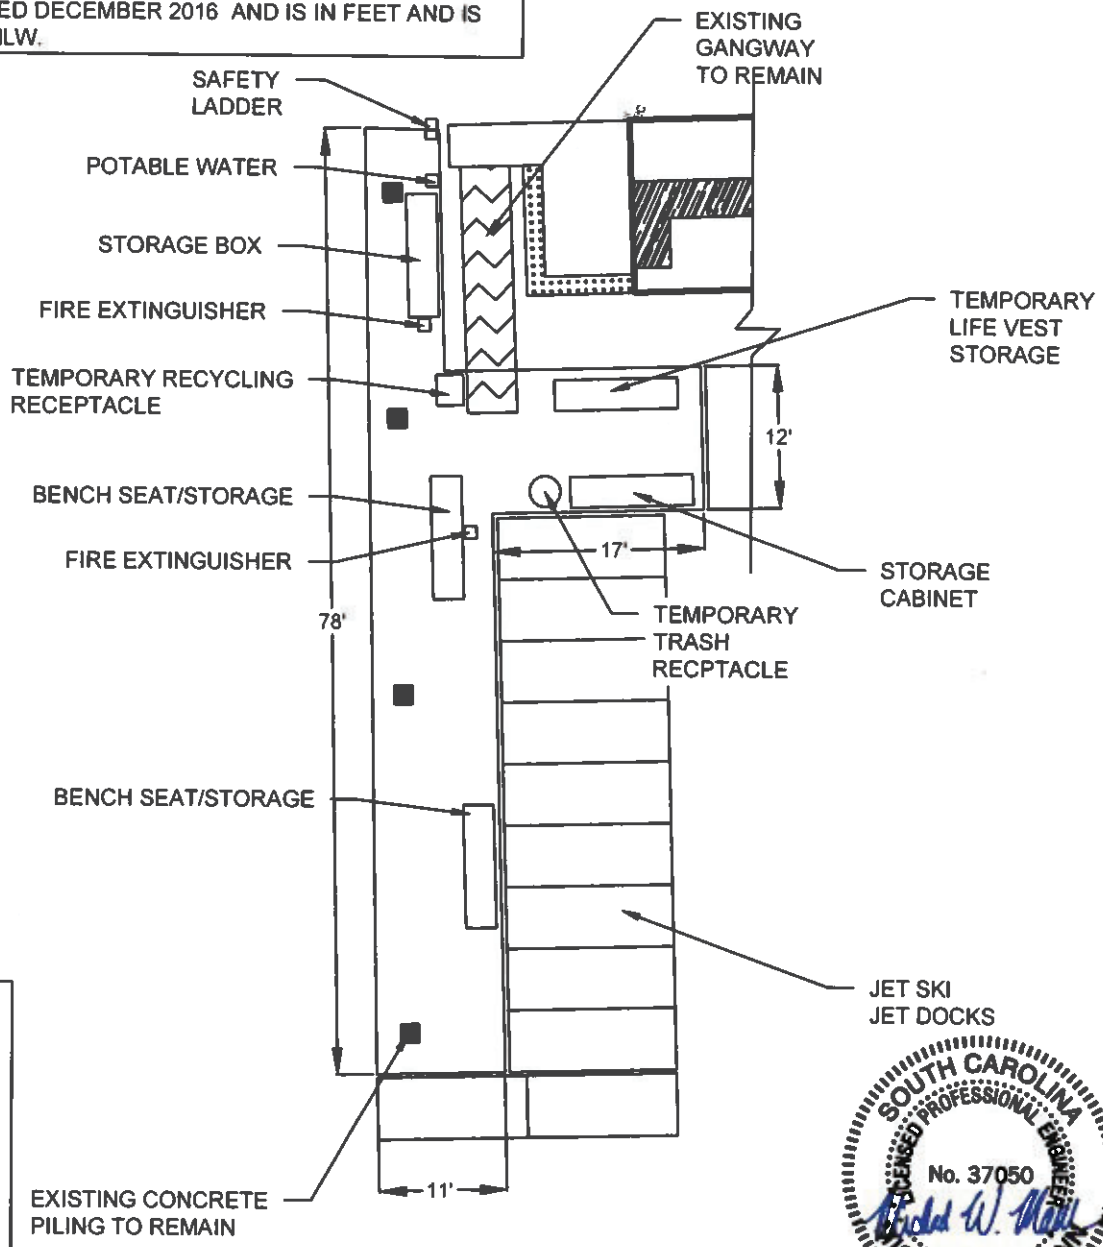 ED DECEMBER 2016 AND IS IN FEET AND IS
MLW.
EXISTING
GANGWAY
TO REMAIN
SAFETY
LADDER
POTABLE WATER
STORAGE BOX
FIRE EXTINGUISHER
TEMPORARY
LIFE VEST
STORAGE
TEMPORARY RECYCLING
RECEPTACLE
12'
BENCH SEAT/STORAGE
FIRE EXTINGUISHER
17'
STORAGE
CABINET
78'
TEMPORARY
TRASH
RECPTACLE
BENCH SEAT/STORAGE
JET SKI
JET DOCKS
SOUTH CAROLINA
LICENSED PROFESSIONAL ENGINEER
No. 37050
11'
EXISTING CONCRETE
PILING TO REMAIN